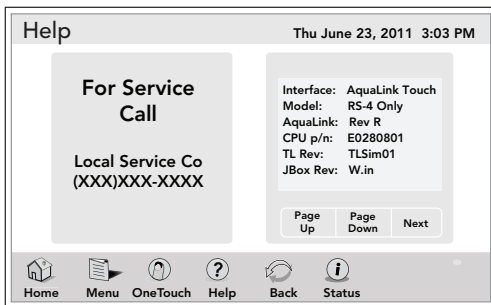 Help
Thu June 23, 2011 3:03 PM
For Service
Call
Local Service Co
(XXX)XXX-XXXX
Interface: AquaLink Touch
Model: RS-4 Only
AquaLink: Rev R
CPU p/n: E0280801
TL Rev: TLSim01
JBox Rev: W.in
Page Up
Page Down
Next
Home Menu OneTouch Help Back Status